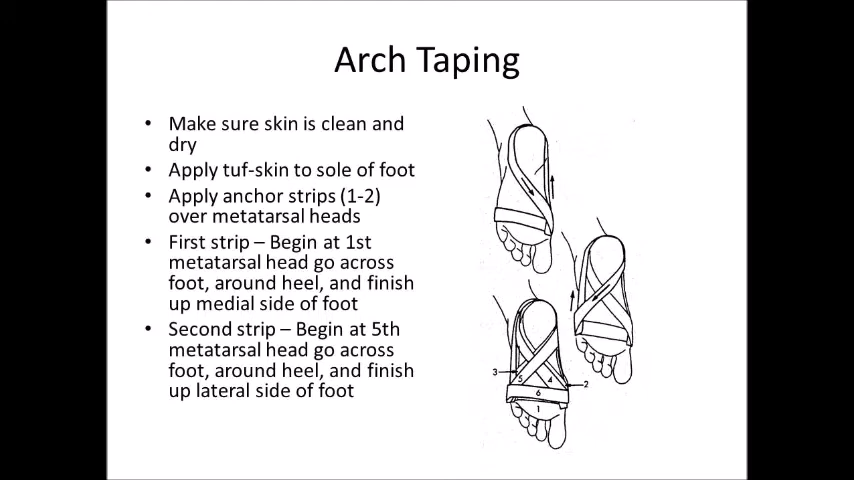 Arch Taping
• Make sure skin is clean and
dry
• Apply tuf-skin to sole of foot
• Apply anchor strips (1-2)
over metatarsal heads
• First strip – Begin at 1st
metatarsal head go across
foot, around heel, and finish
up medial side of foot
• Second strip – Begin at 5th
metatarsal head go across
foot, around heel, and finish
up lateral side of foot
3
5
4
2
6
1